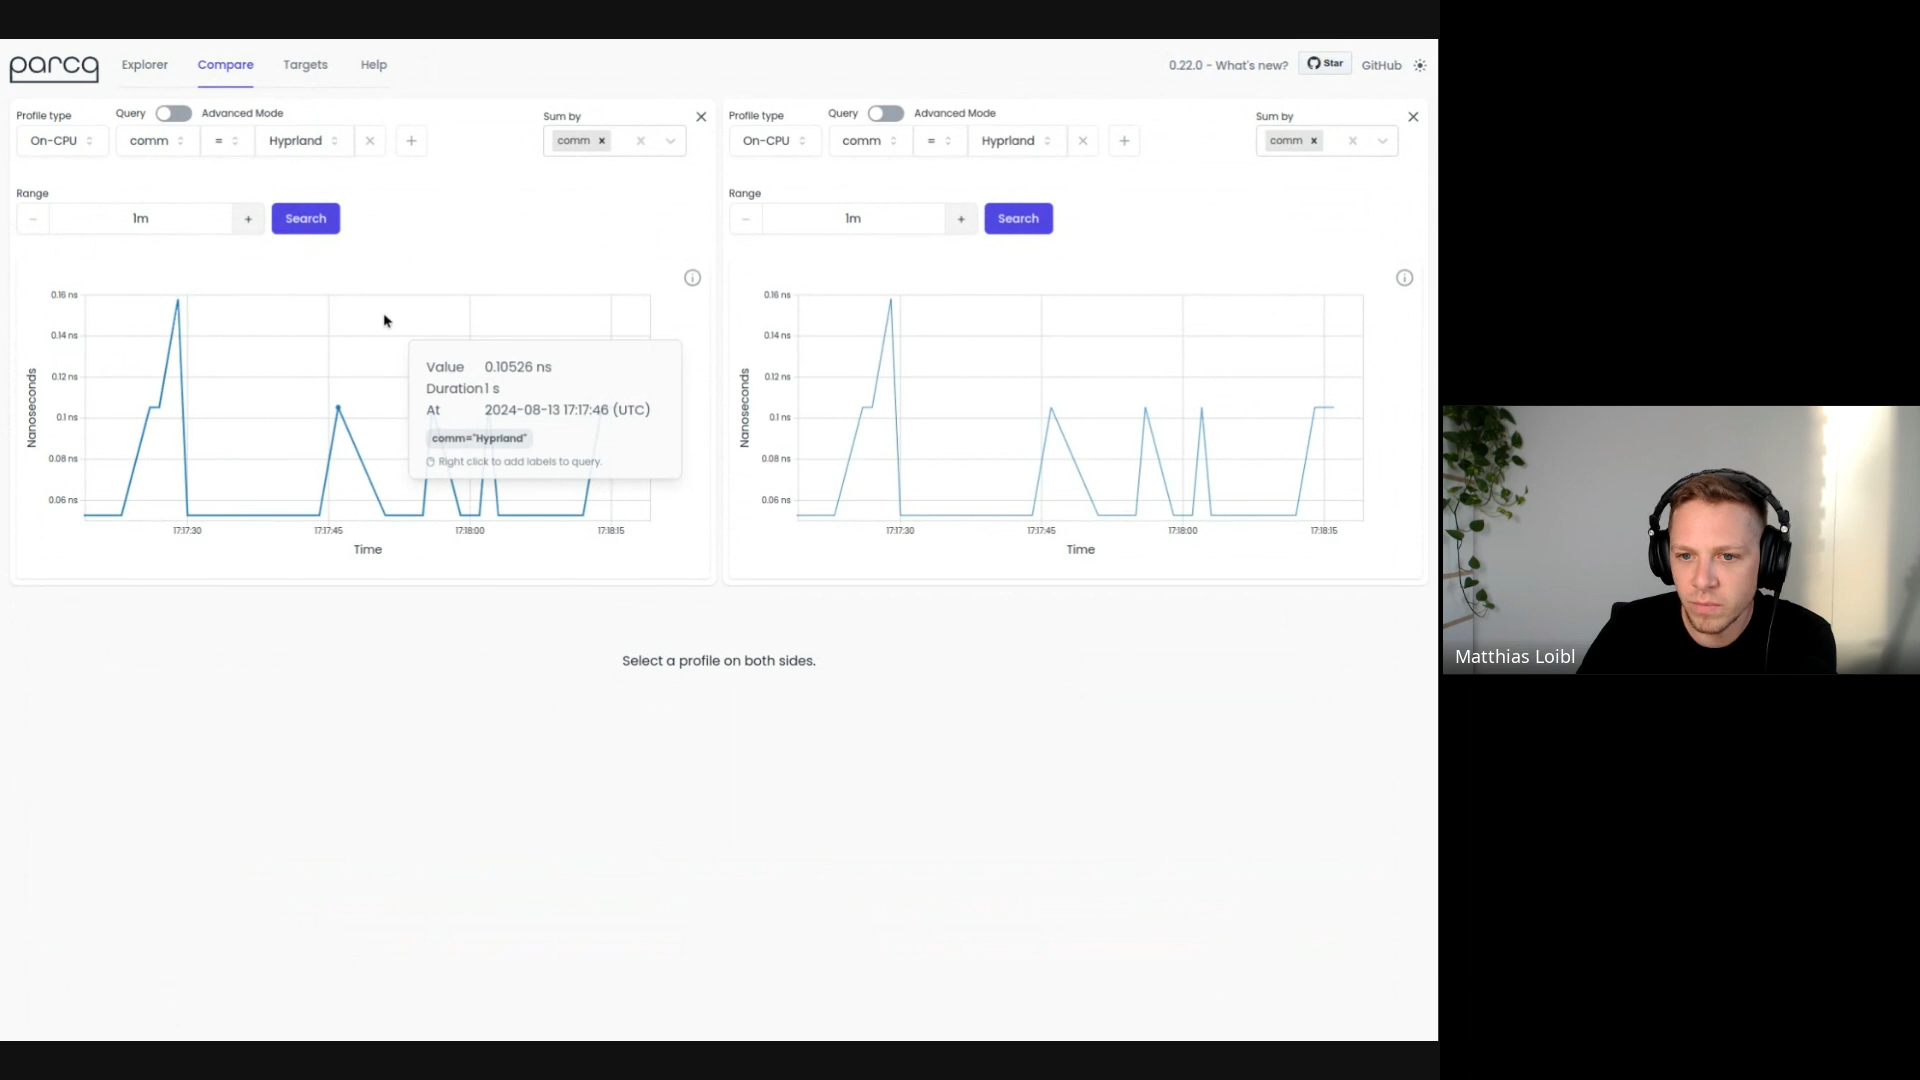 parca
Explorer
Compare
Targets
Help
0.22.0 - What's new?
Star
GitHub
Profile type
Query
Advanced Mode
Sum by
On-CPU
comm
=
Hyprland
comm
Range
1m
Search
0.16 ns
0.14 ns
0.12 ns
0.1 ns
0.08 ns
0.06 ns
Nanoseconds
17:17:30
17:17:45
17:18:00
17:18:15
Time
Value 0.10526 ns
Duration 1 s
At 2024-08-13 17:17:46 (UTC)
comm="Hyprland"
Right click to add labels to query.
Profile type
Query
Advanced Mode
Sum by
On-CPU
comm
=
Hyprland
comm
Range
1m
Search
0.16 ns
0.14 ns
0.12 ns
0.1 ns
0.08 ns
0.06 ns
Nanoseconds
17:17:30
17:17:45
17:18:00
17:18:15
Time
Select a profile on both sides.
Matthias Loibl